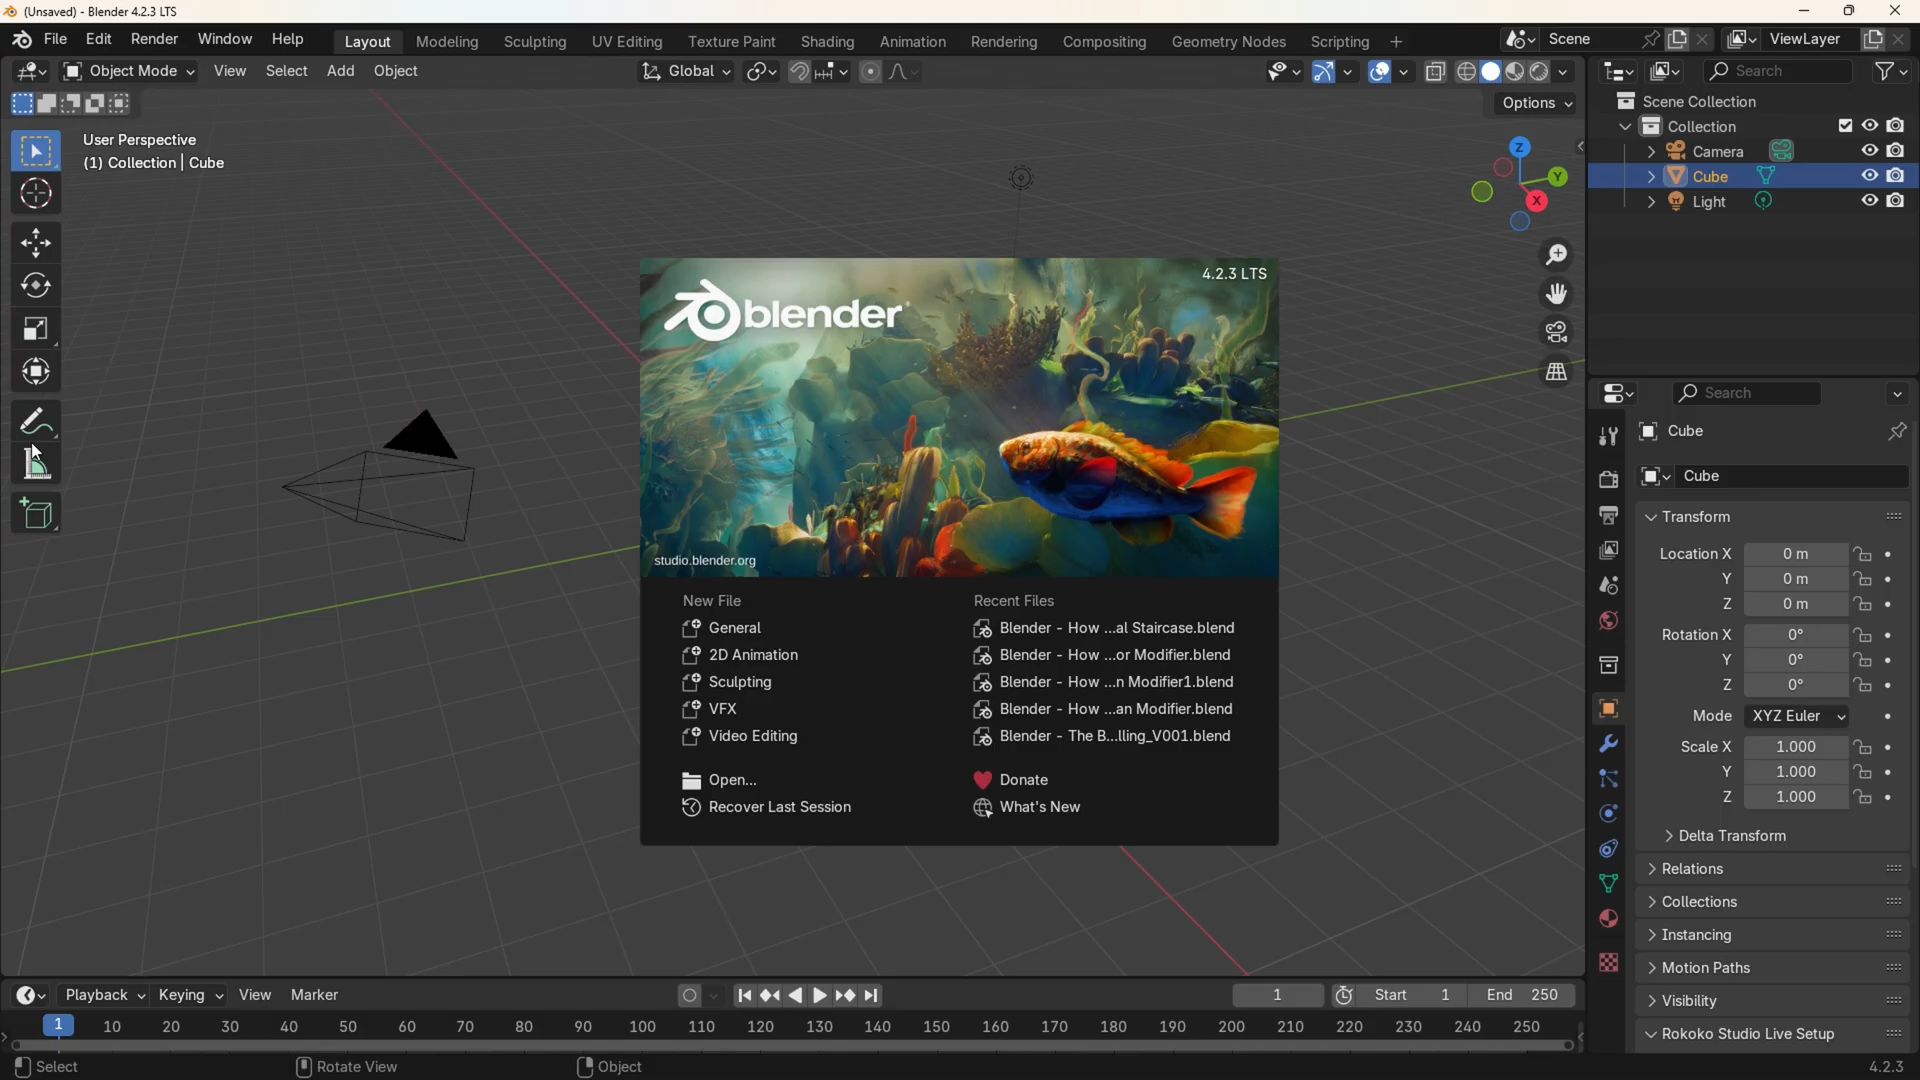 (Unsaved) - Blender 4.2.3 LTS
File Edit Render Window Help Layout Modeling Sculpting UV Editing Texture Paint Shading Animation Rendering Compositing Geometry Nodes Scripting + Scene ViewLayer
Object Mode View Select Add Object Global Search
Options
User Perspective
(1) Collection | Cube
Z
Y
X
Scene Collection
Collection
Camera
Cube
Light
4.2.3 LTS
blender
studio.blender.org
New File
General
2D Animation
Sculpting
VFX
Video Editing
Open...
Recover Last Session
Recent Files
Blender - How ...al Staircase.blend
Blender - How ...or Modifier.blend
Blender - How ...n Modifier1.blend
Blender - How ...an Modifier.blend
Blender - The B...lling_V001.blend
Donate
What's New
Search
Cube
Cube
Transform
Location X 0 m
Y 0 m
Z 0 m
Rotation X 0°
Y 0°
Z 0°
Mode XYZ Euler
Scale X 1.000
Y 1.000
Z 1.000
Delta Transform
Relations
Collections
Instancing
Motion Paths
Visibility
Rokoko Studio Live Setup
Playback Keying View Marker 1 Start 1 End 250
1 10 20 30 40 50 60 70 80 90 100 110 120 130 140 150 160 170 180 190 200 210 220 230 240 250
Select Rotate View Object 4.2.3